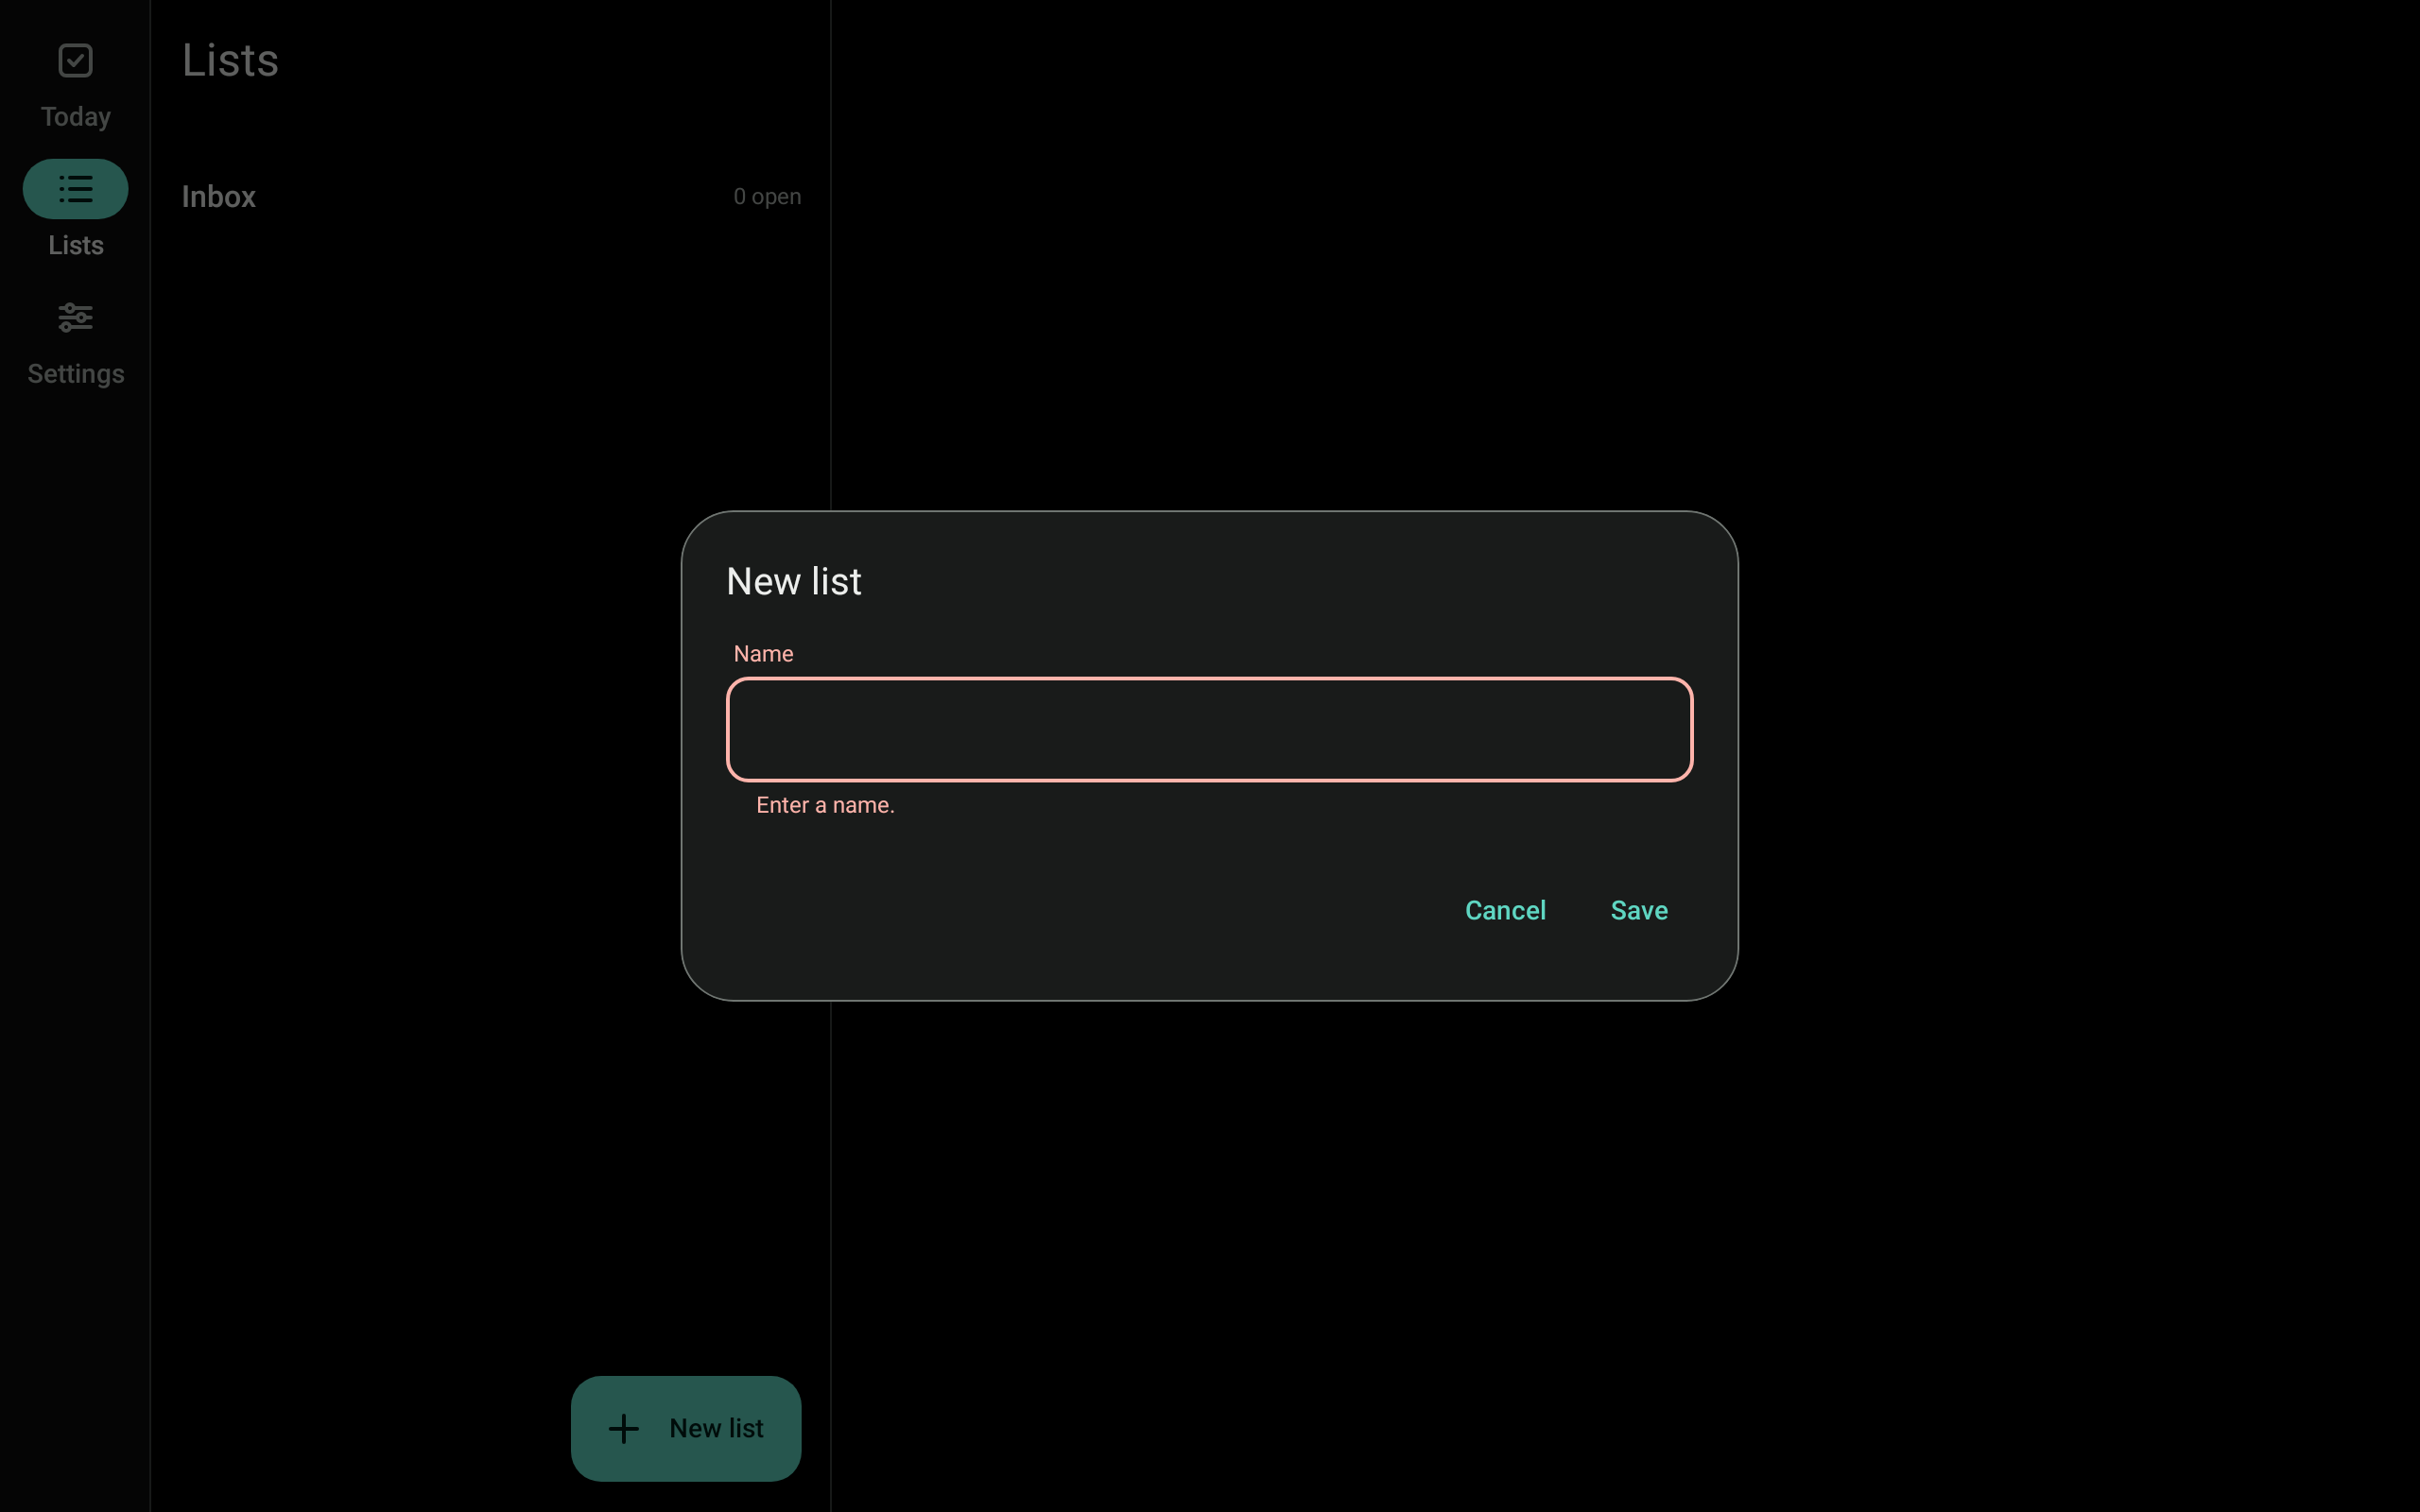 Today
Lists
Settings
Lists
Inbox
0 open
New list
Name
Enter a name.
Cancel
Save
New list